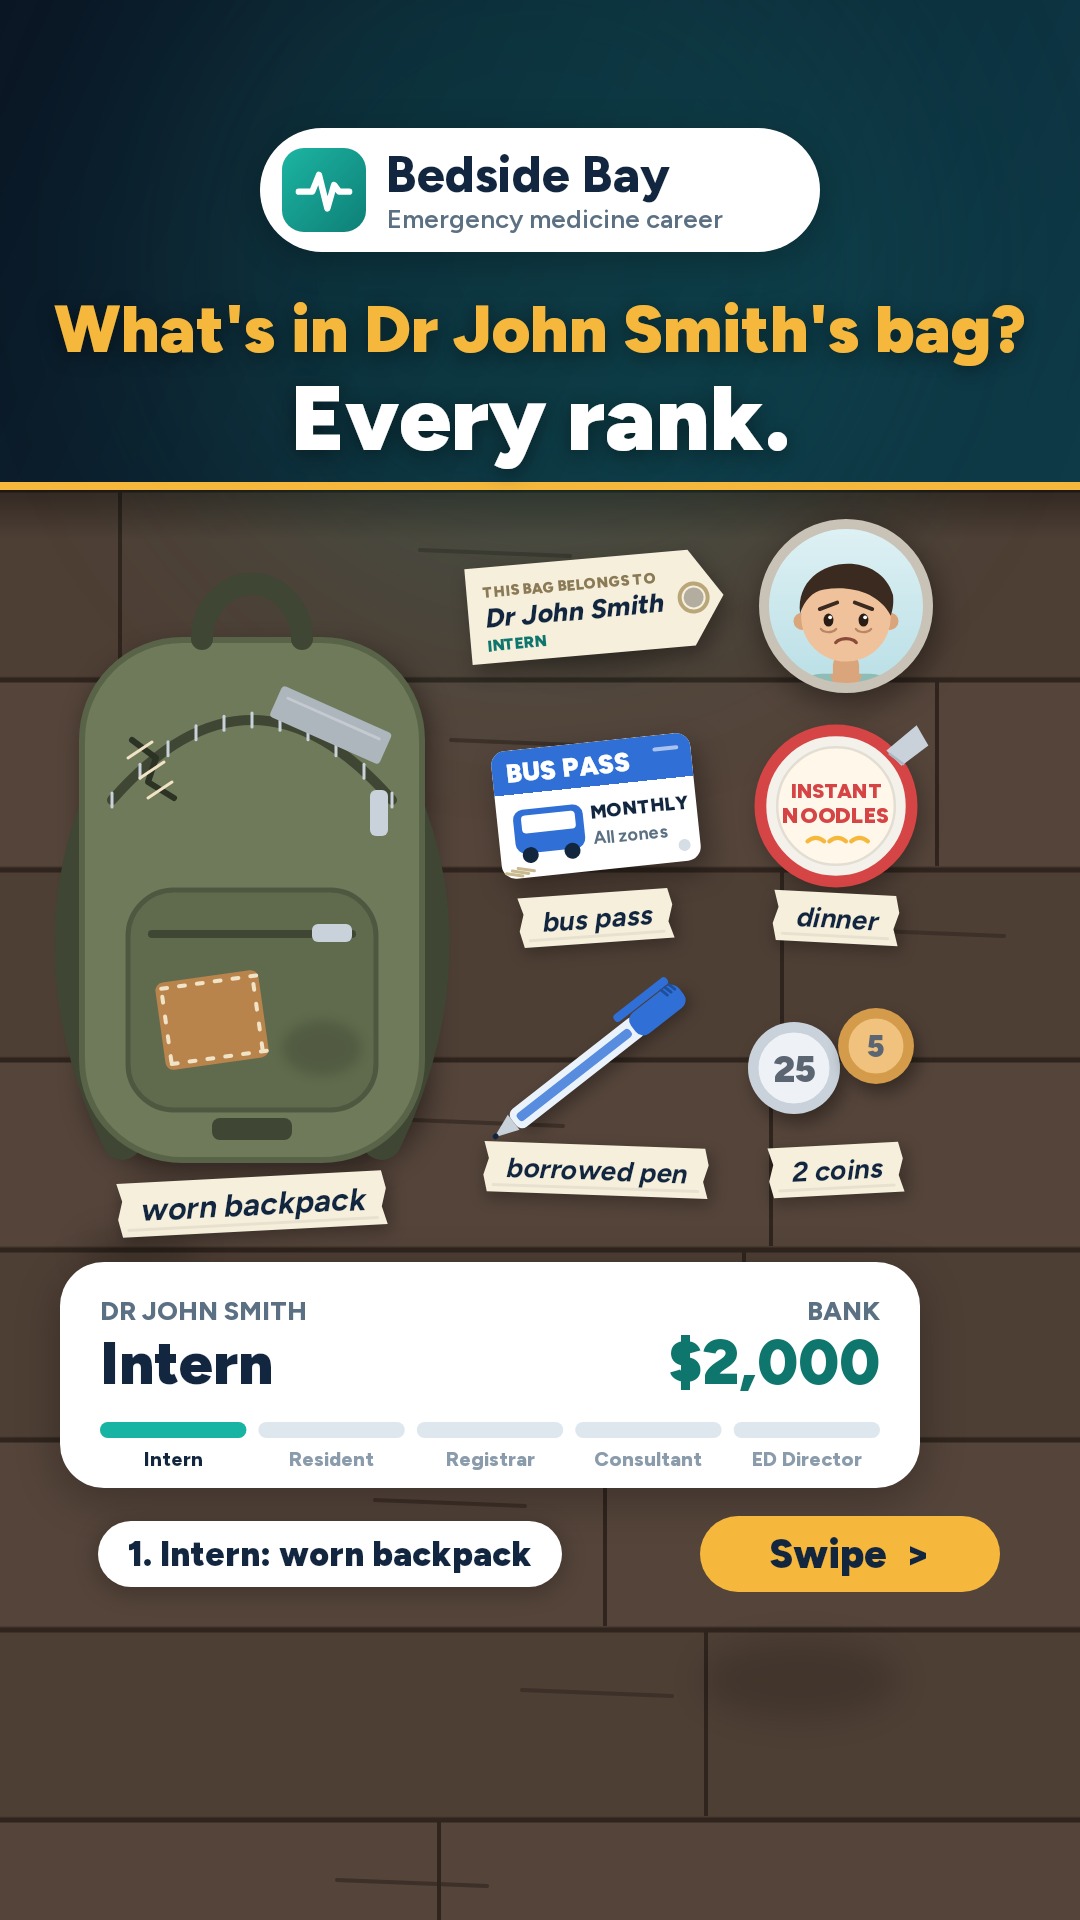 Bedside Bay
Emergency medicine career
What's in Dr John Smith's bag?
Every rank.
THIS BAG BELONGS TO
Dr John Smith
INTERN
BUS PASS
MONTHLY
All zones
INSTANT
NOODLES
bus pass
dinner
25
5
borrowed pen
2 coins
worn backpack
DR JOHN SMITH
BANK
Intern
$2,000
Intern
Resident
Registrar
Consultant
ED Director
1. Intern: worn backpack
Swipe >